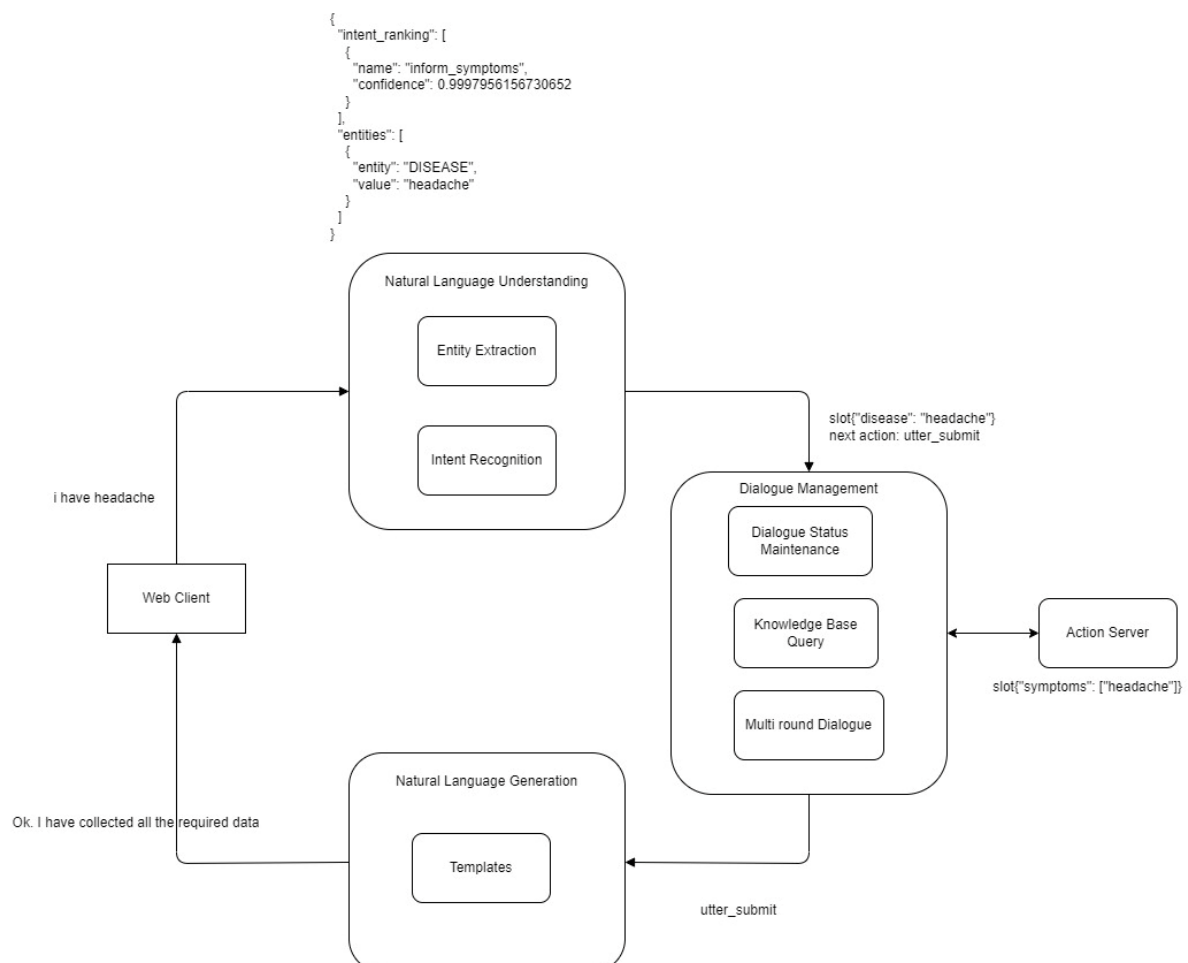 {
"intent_ranking": [
{
"name": "inform_symptoms",
"confidence": 0.9997956156730652
}
],
"entities": [
{
"entity": "DISEASE",
"value": "headache"
}
]
}
Natural Language Understanding
Entity Extraction
Intent Recognition
i have headache
Web Client
slot{"disease": "headache"}
next action: utter_submit
Dialogue Management
Dialogue Status
Maintenance
Knowledge Base
Query
Multi round Dialogue
Action Server
slot{"symptoms": ["headache"]}
Natural Language Generation
Templates
utter_submit
Ok. I have collected all the required data